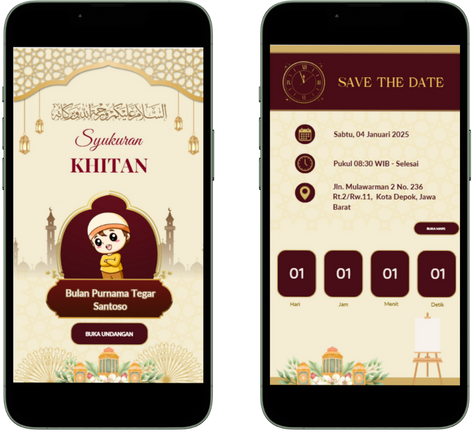 السلام عليكم ورحمة الله وبركاته
Syukuran
KHITAN
Bulan Purnama Tegar
Santoso
BUKA UNDANGAN
SAVE THE DATE
Sabtu, 04 Januari 2025
Pukul 08:30 WIB - Selesai
Jln. Mulawarman 2 No. 236
Rt.2/Rw.11, Kota Depok, Jawa
Barat
BUKA MAPS
01 01 01 01
Hari Jam Menit Detik